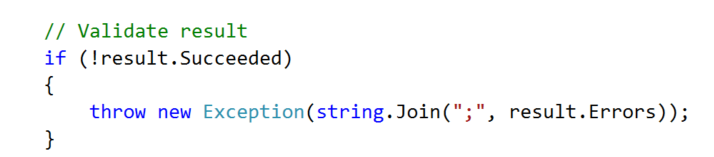 // Validate result
if (!result.Succeeded)
{
    throw new Exception(string.Join(";", result.Errors));
}